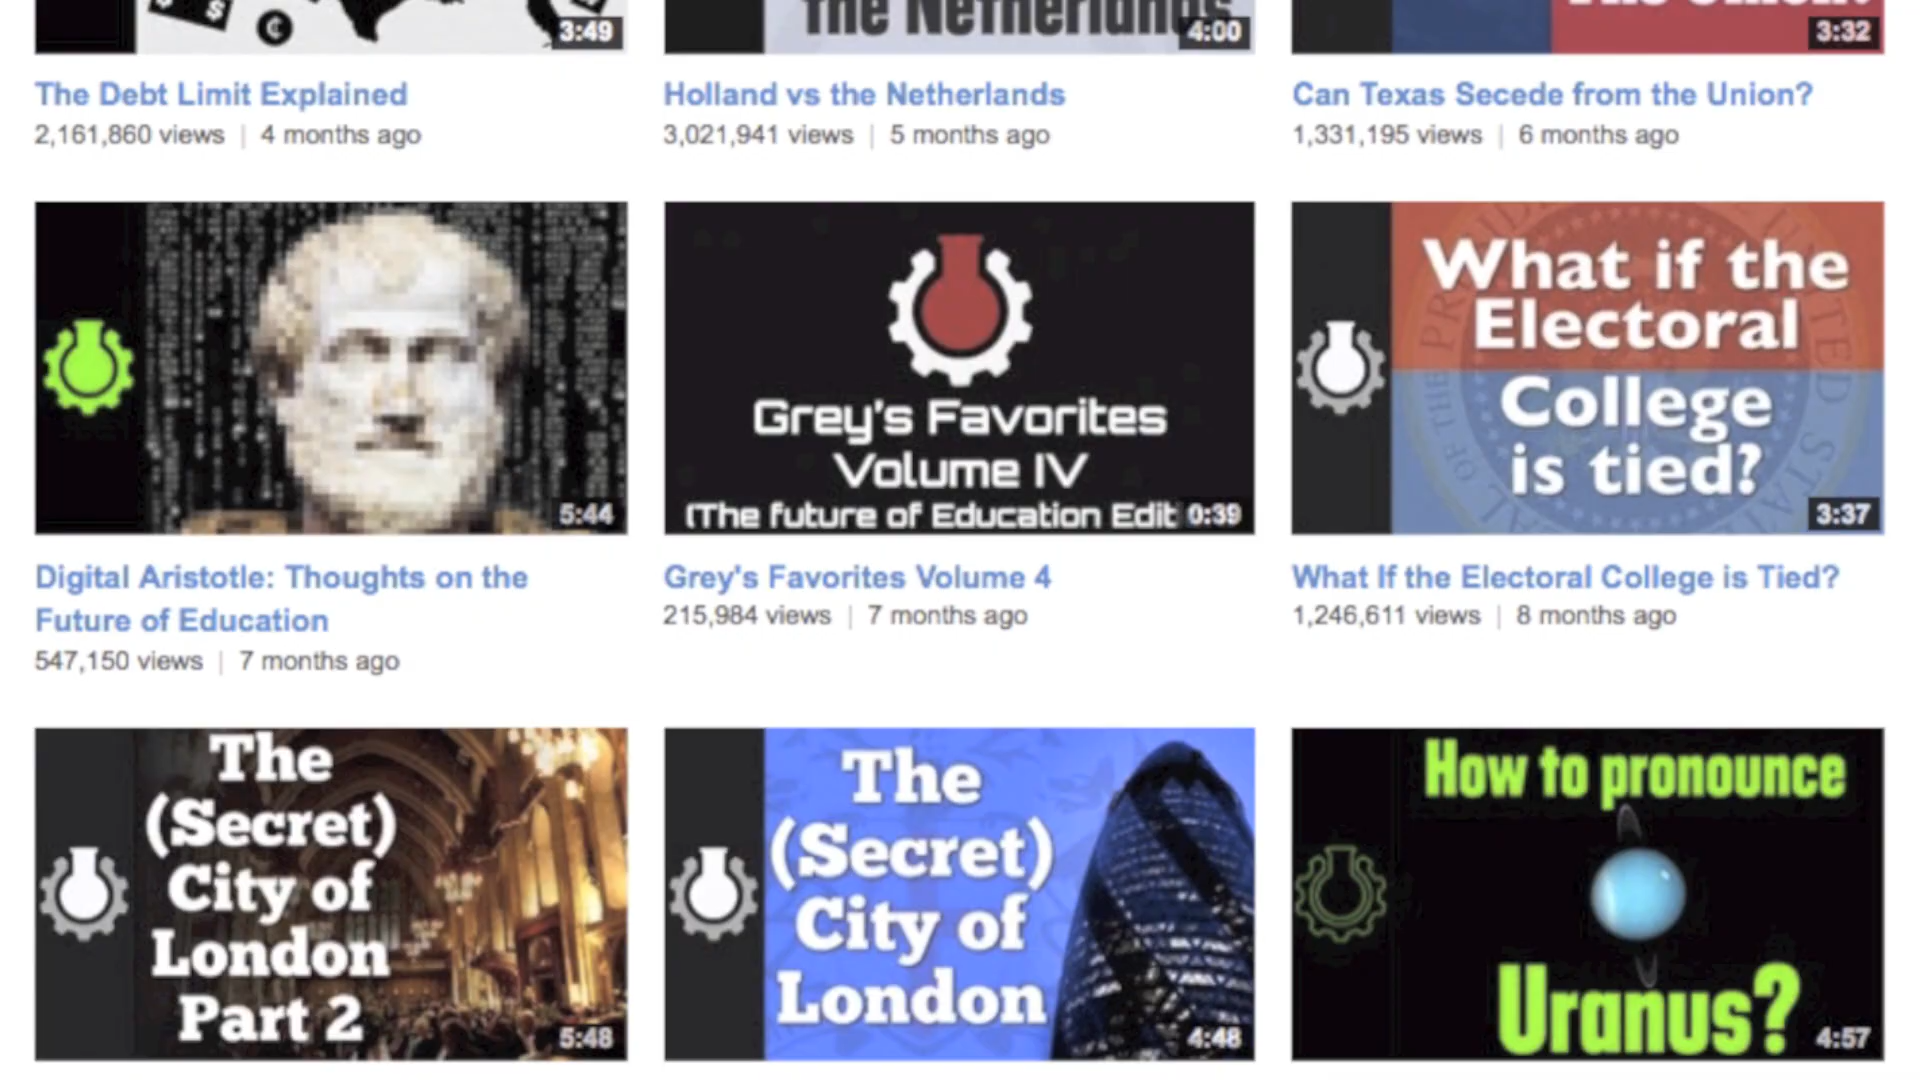 the Netherlands
The Union?
3:49
4:00
3:32
The Debt Limit Explained
Holland vs the Netherlands
Can Texas Secede from the Union?
2,161,860 views | 4 months ago
3,021,941 views | 5 months ago
1,331,195 views | 6 months ago
What if the
Electoral
College
is tied?
Grey's Favorites
Volume IV
(The future of Education Edit
5:44
0:39
3:37
Digital Aristotle: Thoughts on the
Future of Education
547,150 views | 7 months ago
Grey's Favorites Volume 4
215,984 views | 7 months ago
What If the Electoral College is Tied?
1,246,611 views | 8 months ago
The
(Secret)
City of
London
Part 2
5:48
The
(Secret)
City of
London
4:48
How to pronounce
Uranus?
4:57